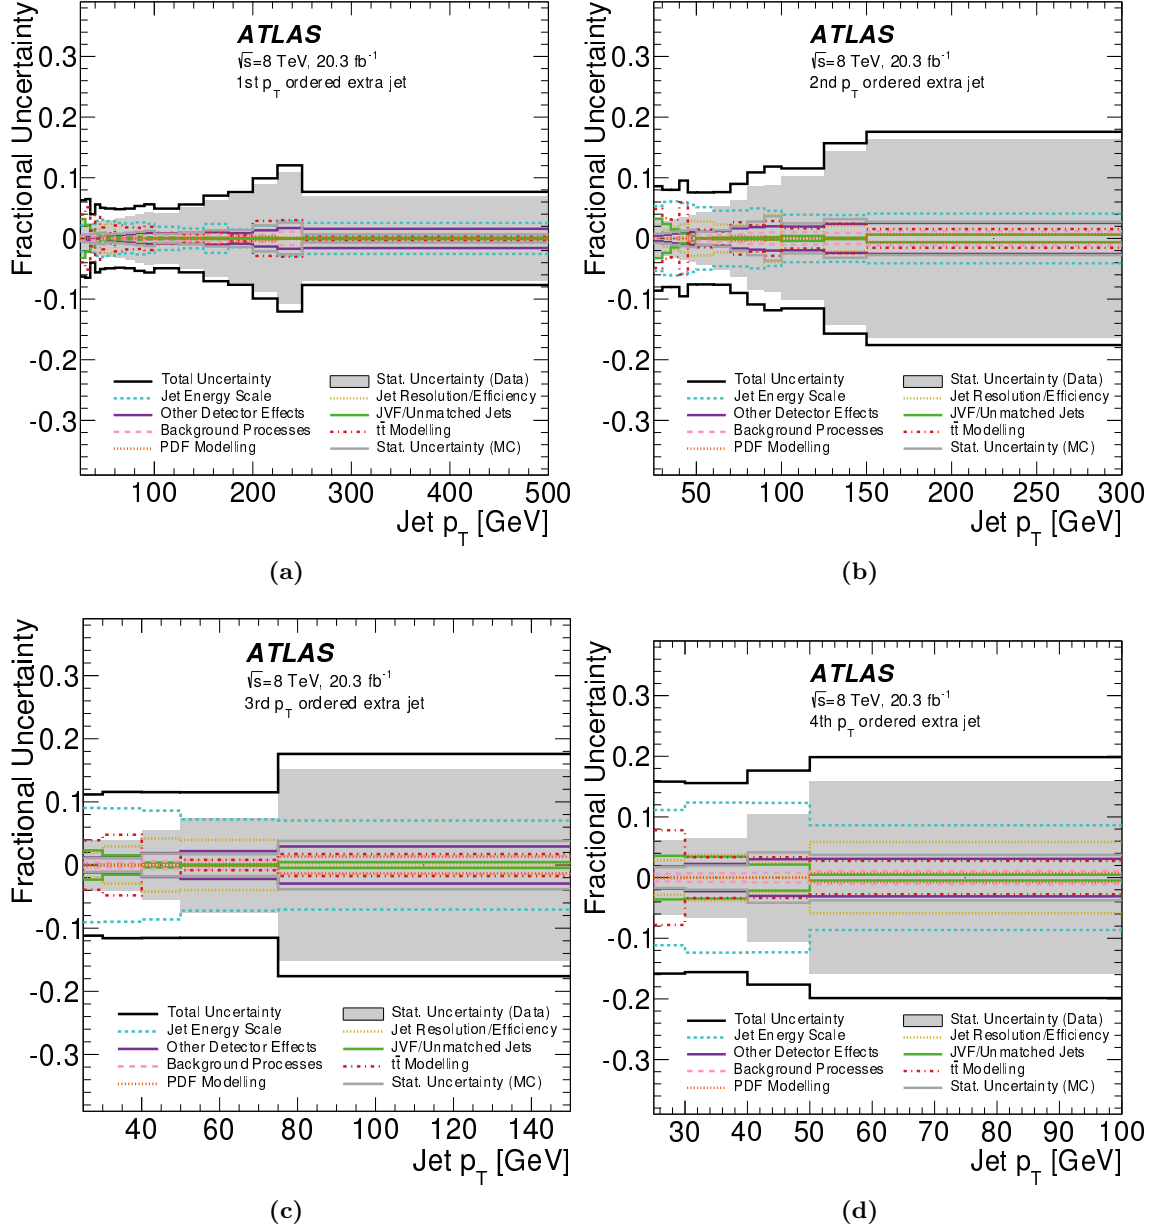 Fractional Uncertainty
0.3
0.2
0.1
0
-0.1
-0.2
-0.3
ATLAS
√s=8 TeV, 20.3 fb-1
1st pT ordered extra jet
Total Uncertainty
Jet Energy Scale
Other Detector Effects
Background Processes
PDF Modelling
Stat. Uncertainty (Data)
Jet Resolution/Efficiency
JVF/Unmatched Jets
tt̄ Modelling
Stat. Uncertainty (MC)
100 200 300 400 500
Jet pT [GeV]
(a)
Fractional Uncertainty
0.3
0.2
0.1
0
-0.1
-0.2
-0.3
ATLAS
√s=8 TeV, 20.3 fb-1
2nd pT ordered extra jet
Total Uncertainty
Jet Energy Scale
Other Detector Effects
Background Processes
PDF Modelling
Stat. Uncertainty (Data)
Jet Resolution/Efficiency
JVF/Unmatched Jets
tt̄ Modelling
Stat. Uncertainty (MC)
50 100 150 200 250 300
Jet pT [GeV]
(b)
Fractional Uncertainty
0.3
0.2
0.1
0
-0.1
-0.2
-0.3
ATLAS
√s=8 TeV, 20.3 fb-1
3rd pT ordered extra jet
Total Uncertainty
Jet Energy Scale
Other Detector Effects
Background Processes
PDF Modelling
Stat. Uncertainty (Data)
Jet Resolution/Efficiency
JVF/Unmatched Jets
tt̄ Modelling
Stat. Uncertainty (MC)
40 60 80 100 120 140
Jet pT [GeV]
(c)
Fractional Uncertainty
0.3
0.2
0.1
0
-0.1
-0.2
-0.3
ATLAS
√s=8 TeV, 20.3 fb-1
4th pT ordered extra jet
Total Uncertainty
Jet Energy Scale
Other Detector Effects
Background Processes
PDF Modelling
Stat. Uncertainty (Data)
Jet Resolution/Efficiency
JVF/Unmatched Jets
tt̄ Modelling
Stat. Uncertainty (MC)
30 40 50 60 70 80 90 100
Jet pT [GeV]
(d)